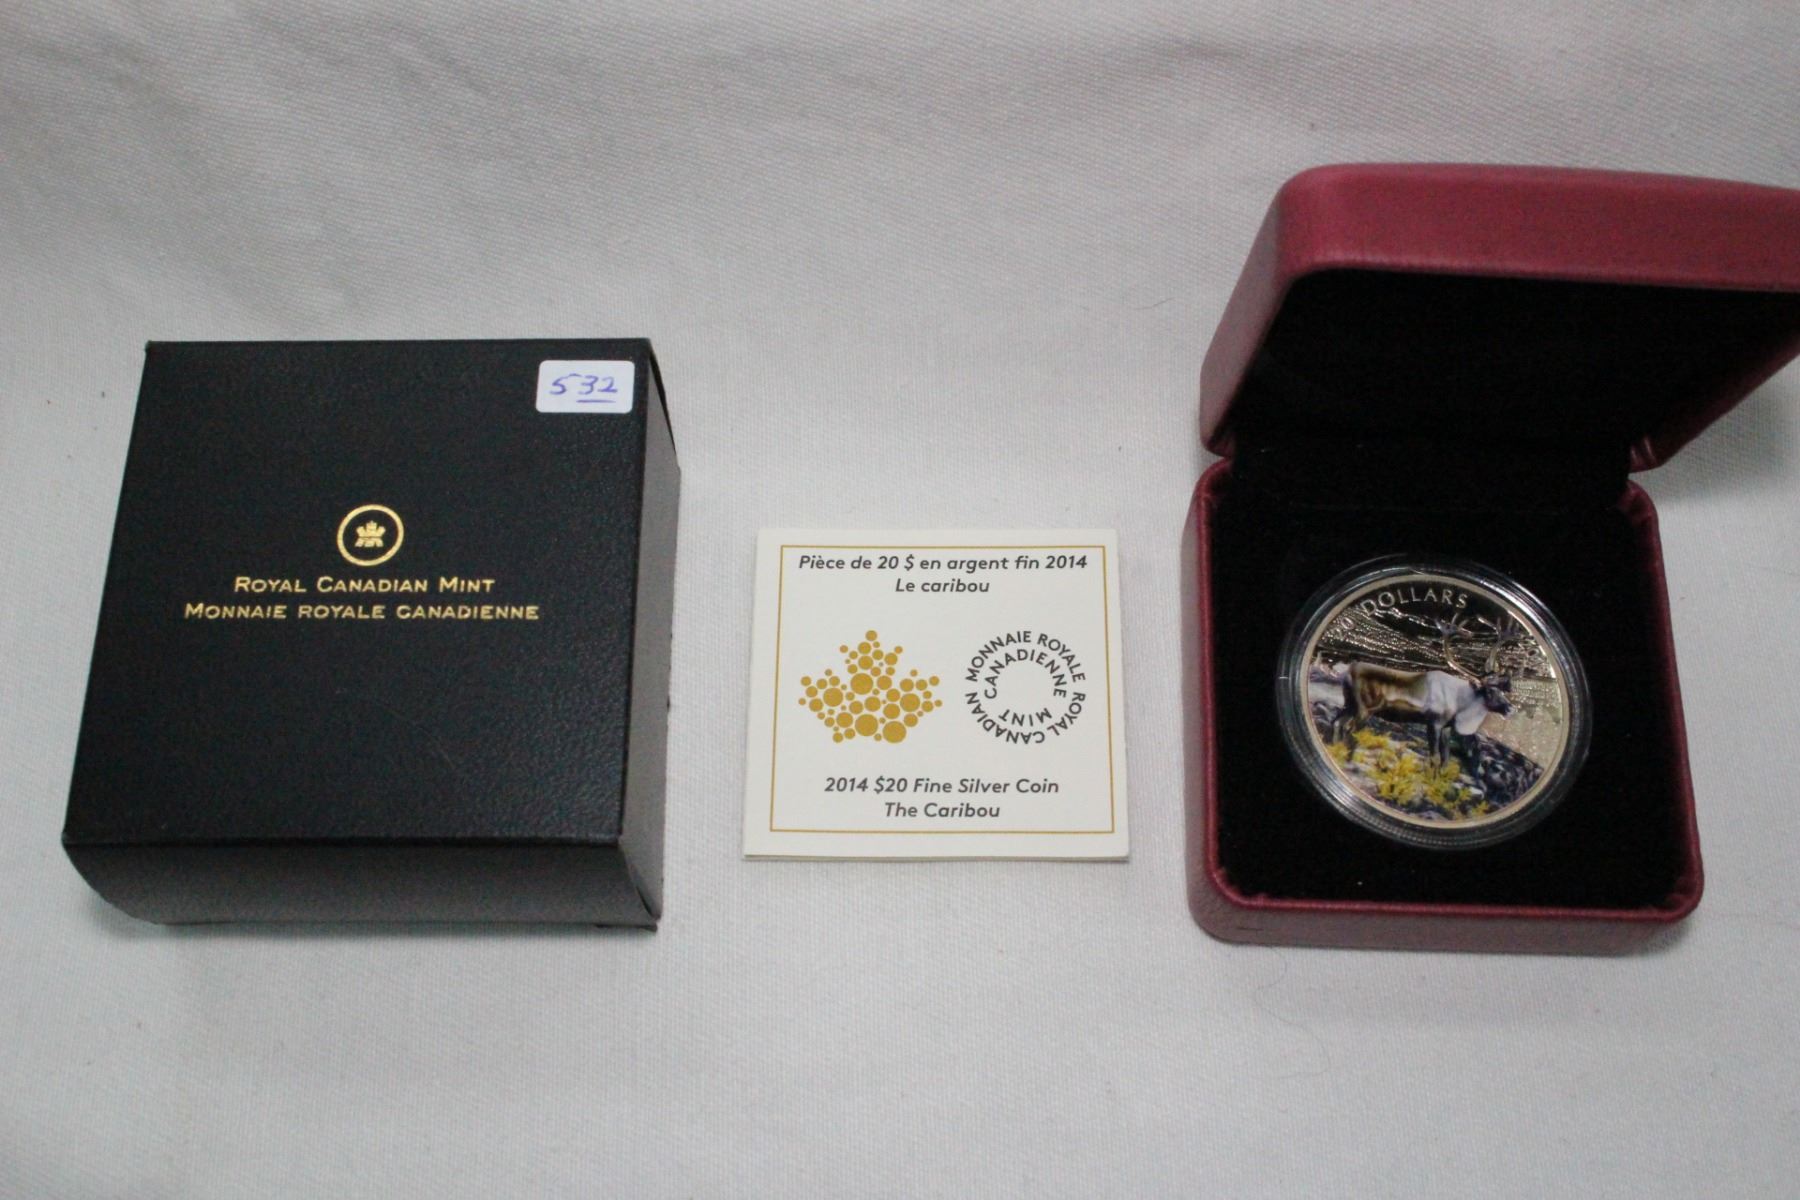 532
ROYAL CANADIAN MINT
MONNAIE ROYALE CANADIENNE
Pièce de 20 $ en argent fin 2014
Le caribou
MONNAIE ROYALE CANADIENNE
ROYAL CANADIAN MINT
2014 $20 Fine Silver Coin
The Caribou
20 DOLLARS